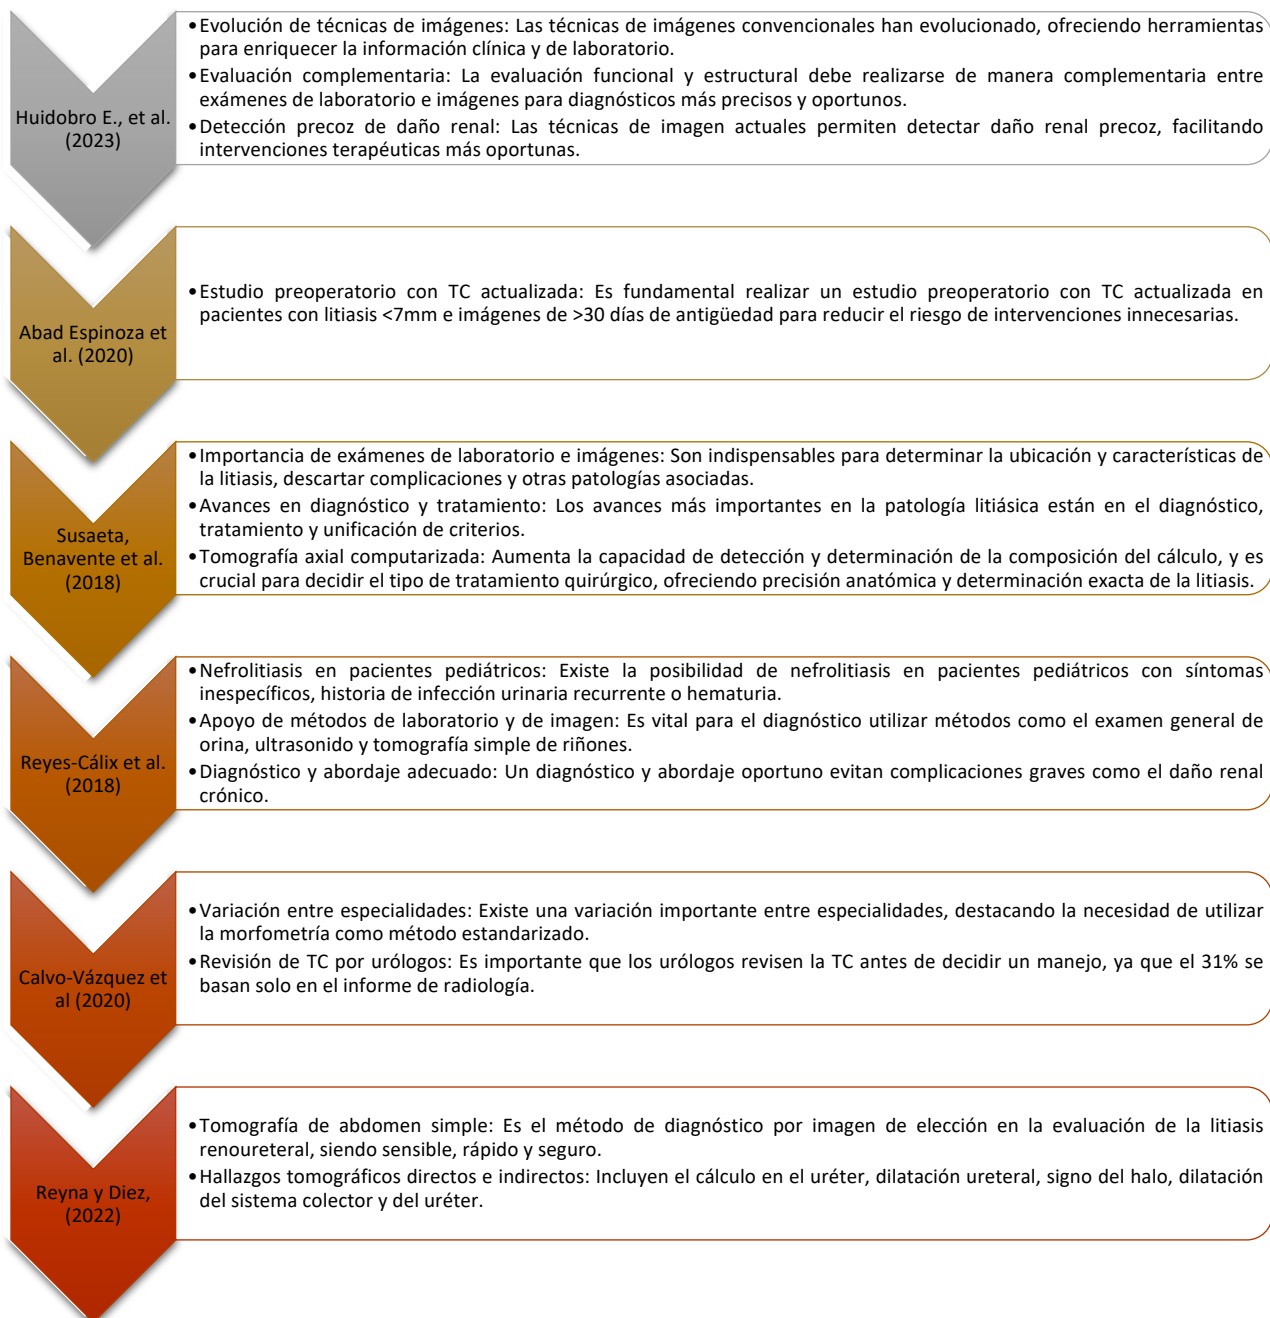 Huidobro E., et al.
(2023)
•Evolución de técnicas de imágenes: Las técnicas de imágenes convencionales han evolucionado, ofreciendo herramientas
para enriquecer la información clínica y de laboratorio.
•Evaluación complementaria: La evaluación funcional y estructural debe realizarse de manera complementaria entre
exámenes de laboratorio e imágenes para diagnósticos más precisos y oportunos.
•Detección precoz de daño renal: Las técnicas de imagen actuales permiten detectar daño renal precoz, facilitando
intervenciones terapéuticas más oportunas.
Abad Espinoza et
al. (2020)
•Estudio preoperatorio con TC actualizada: Es fundamental realizar un estudio preoperatorio con TC actualizada en
pacientes con litiasis <7mm e imágenes de >30 días de antigüedad para reducir el riesgo de intervenciones innecesarias.
Susaeta,
Benavente et al.
(2018)
•Importancia de exámenes de laboratorio e imágenes: Son indispensables para determinar la ubicación y características de
la litiasis, descartar complicaciones y otras patologías asociadas.
•Avances en diagnóstico y tratamiento: Los avances más importantes en la patología litiásica están en el diagnóstico,
tratamiento y unificación de criterios.
•Tomografía axial computarizada: Aumenta la capacidad de detección y determinación de la composición del cálculo, y es
crucial para decidir el tipo de tratamiento quirúrgico, ofreciendo precisión anatómica y determinación exacta de la litiasis.
Reyes-Cálix et al.
(2018)
•Nefrolitiasis en pacientes pediátricos: Existe la posibilidad de nefrolitiasis en pacientes pediátricos con síntomas
inespecíficos, historia de infección urinaria recurrente o hematuria.
•Apoyo de métodos de laboratorio y de imagen: Es vital para el diagnóstico utilizar métodos como el examen general de
orina, ultrasonido y tomografía simple de riñones.
•Diagnóstico y abordaje adecuado: Un diagnóstico y abordaje oportuno evitan complicaciones graves como el daño renal
crónico.
Calvo-Vázquez et
al (2020)
•Variación entre especialidades: Existe una variación importante entre especialidades, destacando la necesidad de utilizar
la morfometría como método estandarizado.
•Revisión de TC por urólogos: Es importante que los urólogos revisen la TC antes de decidir un manejo, ya que el 31% se
basan solo en el informe de radiología.
Reyna y Diez,
(2022)
•Tomografía de abdomen simple: Es el método de diagnóstico por imagen de elección en la evaluación de la litiasis
renoureteral, siendo sensible, rápido y seguro.
•Hallazgos tomográficos directos e indirectos: Incluyen el cálculo en el uréter, dilatación ureteral, signo del halo, dilatación
del sistema colector y del uréter.